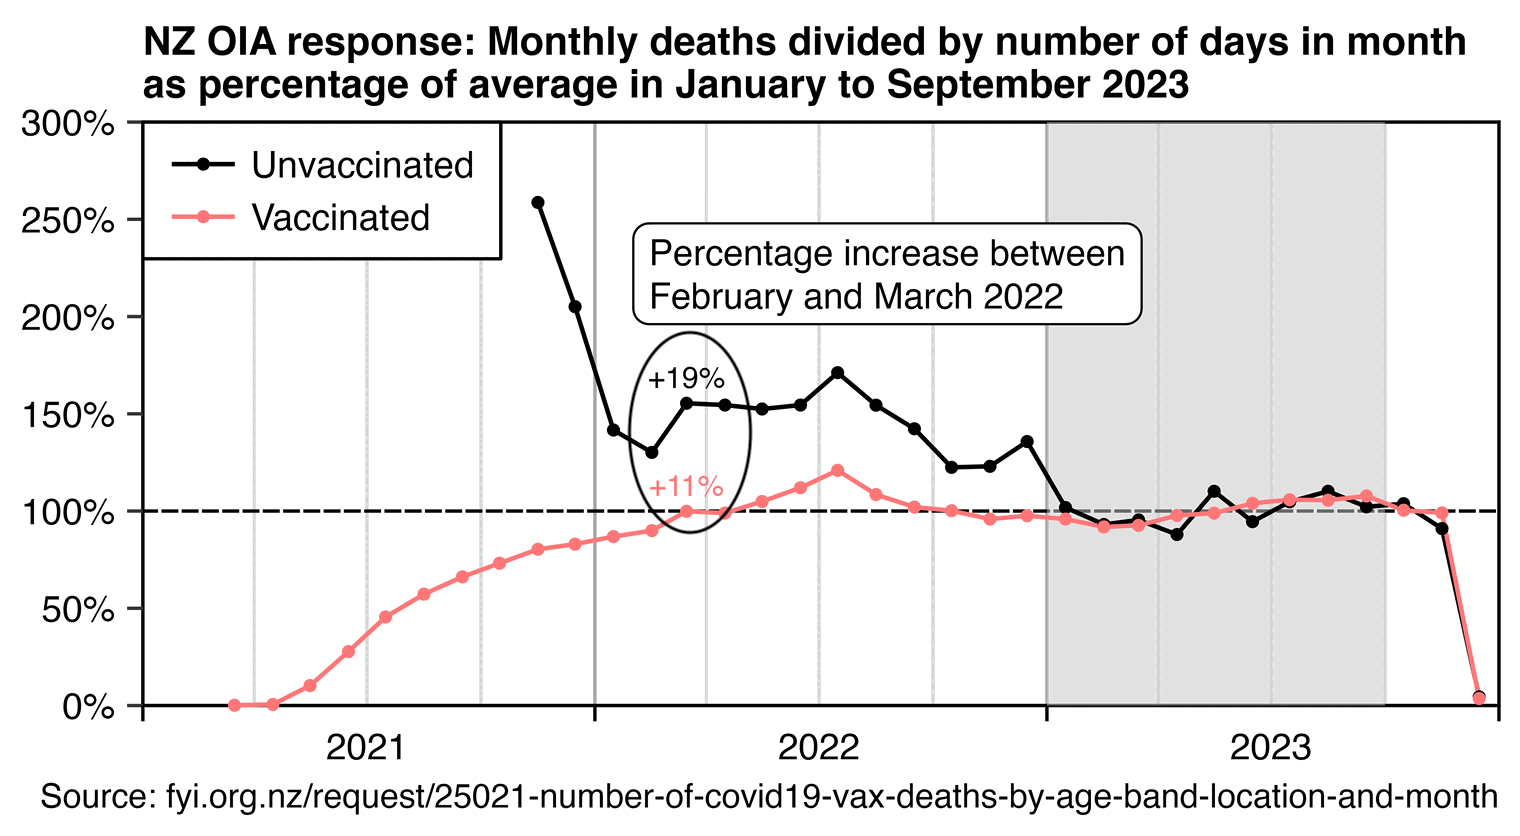 NZ OIA response: Monthly deaths divided by number of days in month
as percentage of average in January to September 2023
300%
250%
200%
150%
100%
50%
0%
Unvaccinated
Vaccinated
Percentage increase between
February and March 2022
+19%
+11%
2021
2022
2023
Source: fyi.org.nz/request/25021-number-of-covid19-vax-deaths-by-age-band-location-and-month